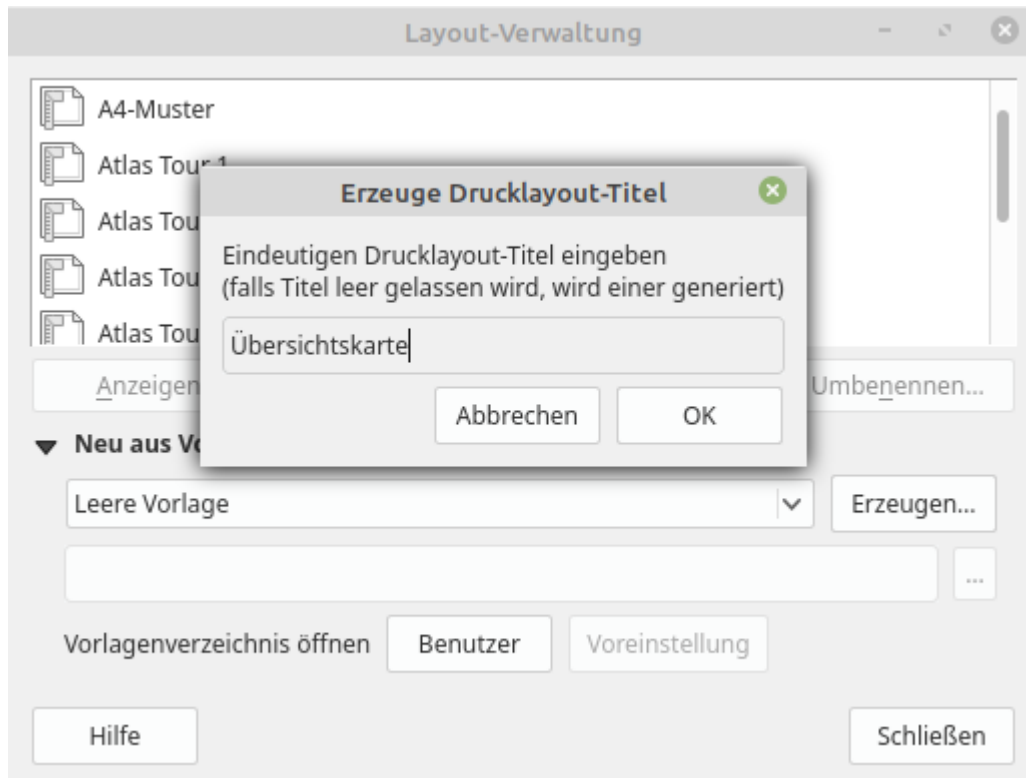 Layout-Verwaltung
A4-Muster
Atlas Tour 1
Atlas Tou
Atlas Tou
Atlas Tou
Erzeuge Drucklayout-Titel
Eindeutigen Drucklayout-Titel eingeben
(falls Titel leer gelassen wird, wird einer generiert)
Übersichtskarte
Abbrechen
OK
Anzeigen
Umbenennen...
Neu aus Vo
Leere Vorlage
Erzeugen...
...
Vorlagenverzeichnis öffnen
Benutzer
Voreinstellung
Hilfe
Schließen